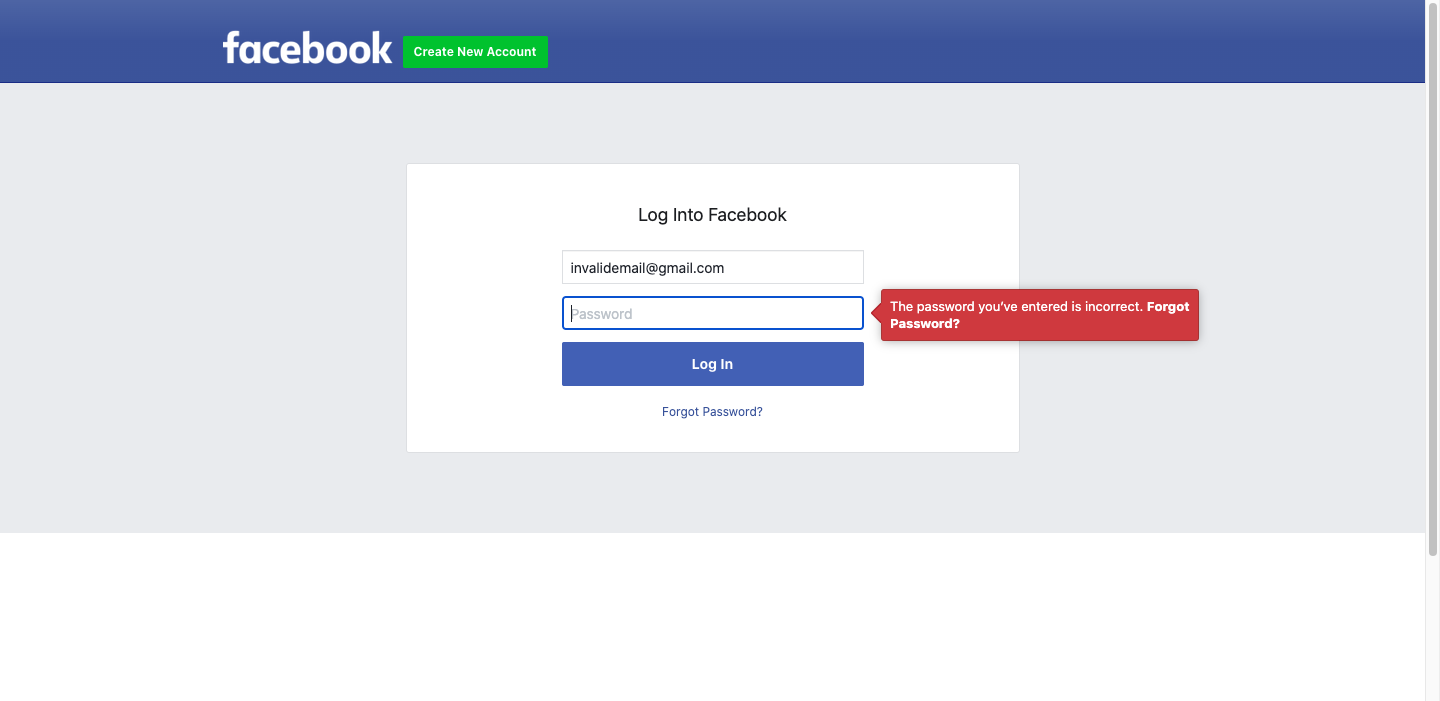 facebook
Create New Account
Log Into Facebook
invalidemail@gmail.com
Password
The password you’ve entered is incorrect. Forgot
Password?
Log In
Forgot Password?